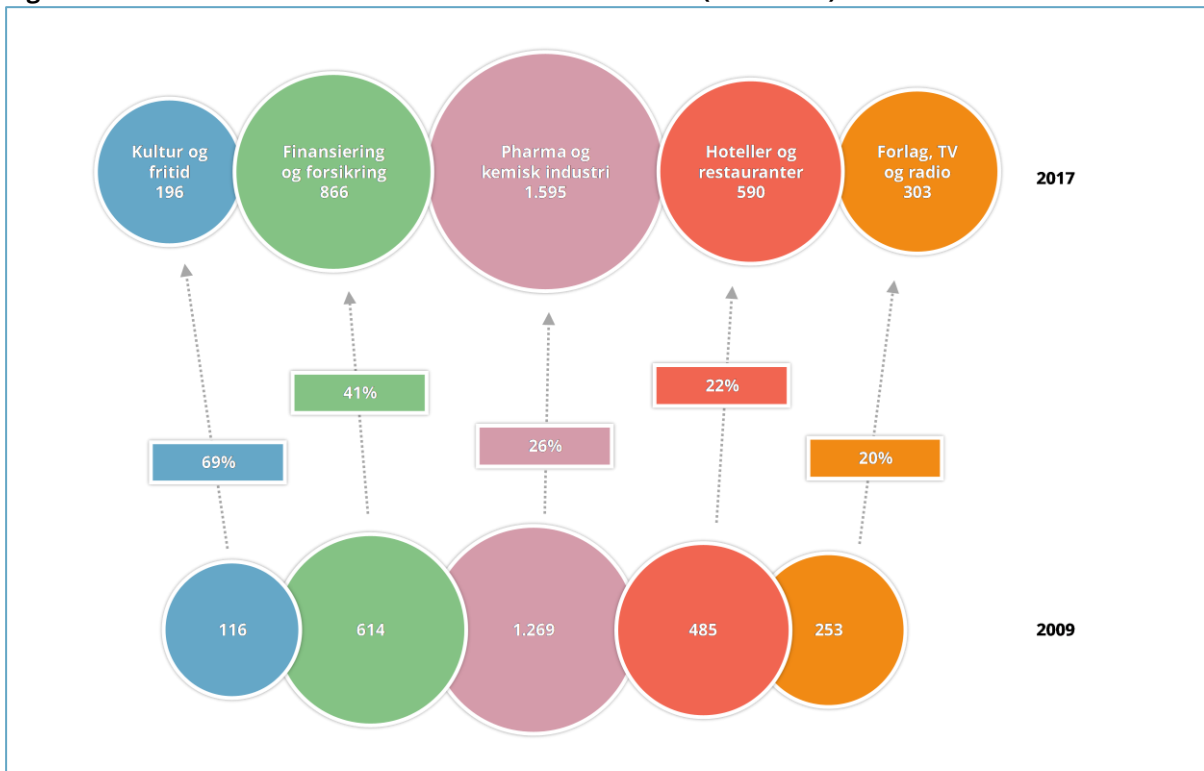 Kultur og
fritid
196
Finansiering
og forsikring
866
Pharma og
kemisk industri
1.595
Hoteller og
restauranter
590
Forlag, TV
og radio
303
2017
69%
41%
26%
22%
20%
116
614
1.269
485
253
2009